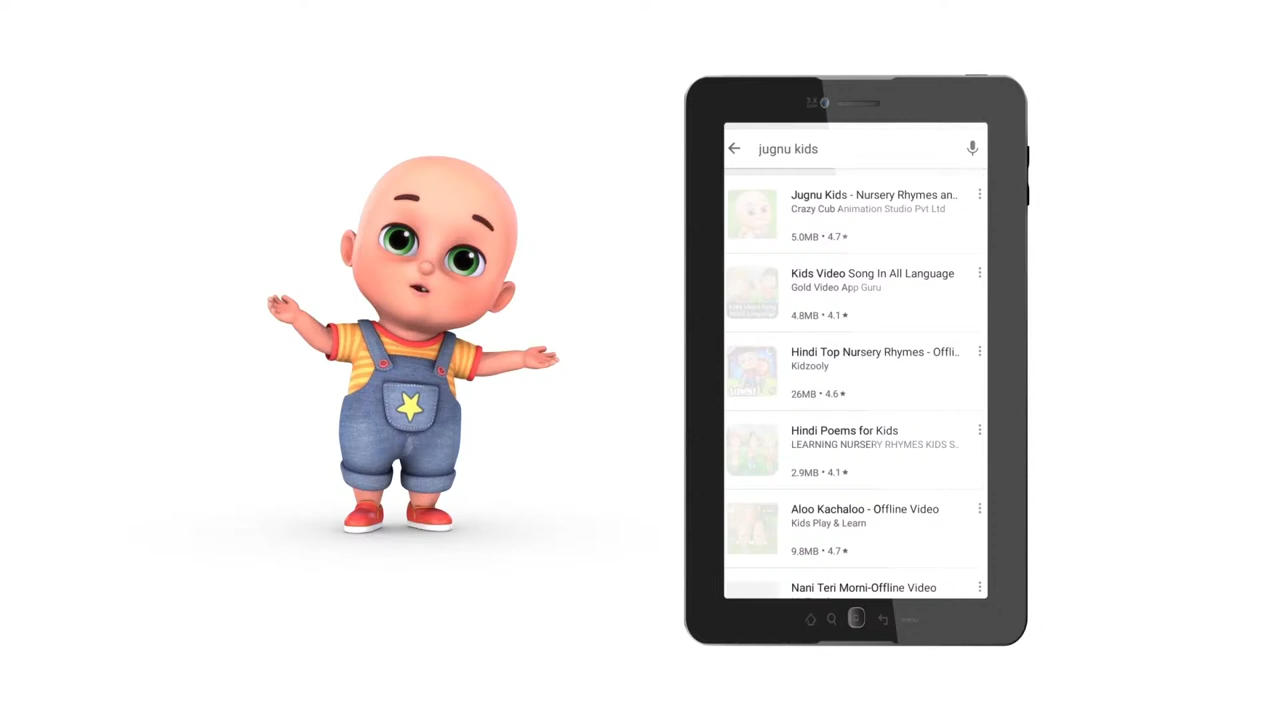 jugnu kids
Jugnu Kids - Nursery Rhymes an..
Crazy Cub Animation Studio Pvt Ltd
5.0MB • 4.7★
Kids Video Song In All Language
Gold Video App Guru
4.8MB • 4.1★
Hindi Top Nursery Rhymes - Offli..
Kidzooly
26MB • 4.6★
Hindi Poems for Kids
LEARNING NURSERY RHYMES KIDS S..
2.9MB • 4.1★
Aloo Kachaloo - Offline Video
Kids Play & Learn
9.8MB • 4.7★
Nani Teri Morni-Offline Video